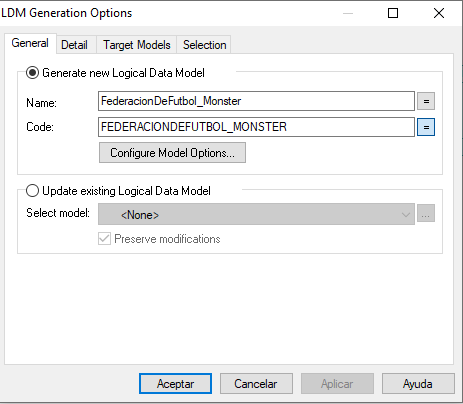 LDM Generation Options
General Detail Target Models Selection
Generate new Logical Data Model
Name: FederacionDeFutbol_Monster =
Code: FEDERACIONDEFUTBOL_MONSTER =
Configure Model Options...
Update existing Logical Data Model
Select model: <None> ...
Preserve modifications
Aceptar Cancelar Aplicar Ayuda